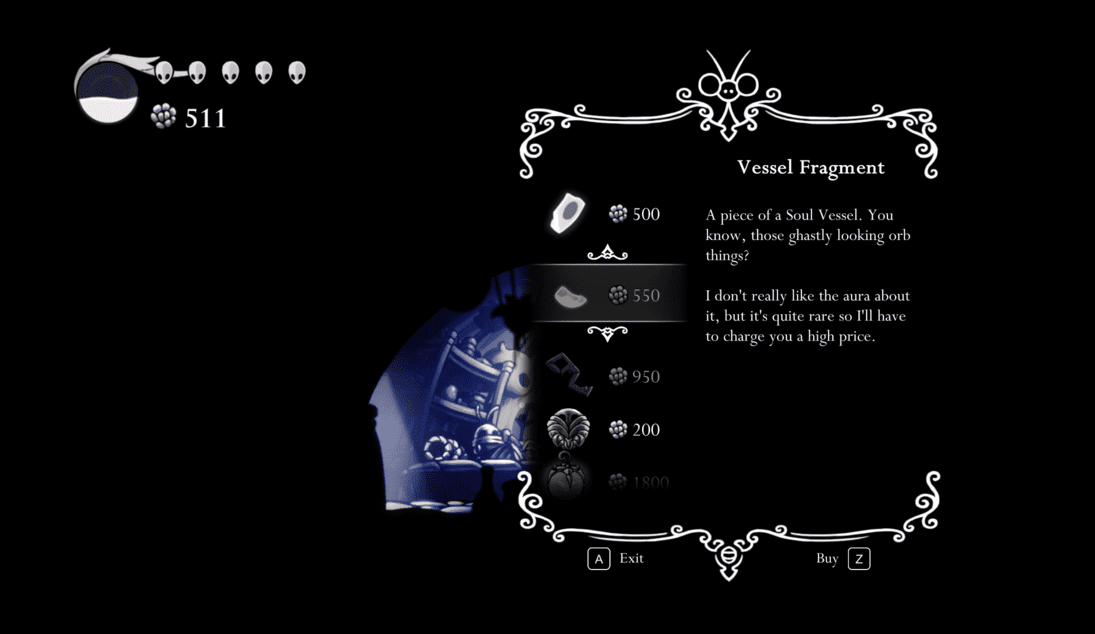 511
Vessel Fragment
500
A piece of a Soul Vessel. You
know, those ghastly looking orb
things?
550
I don't really like the aura about
it, but it's quite rare so I'll have
to charge you a high price.
950
200
1800
A Exit
Buy Z